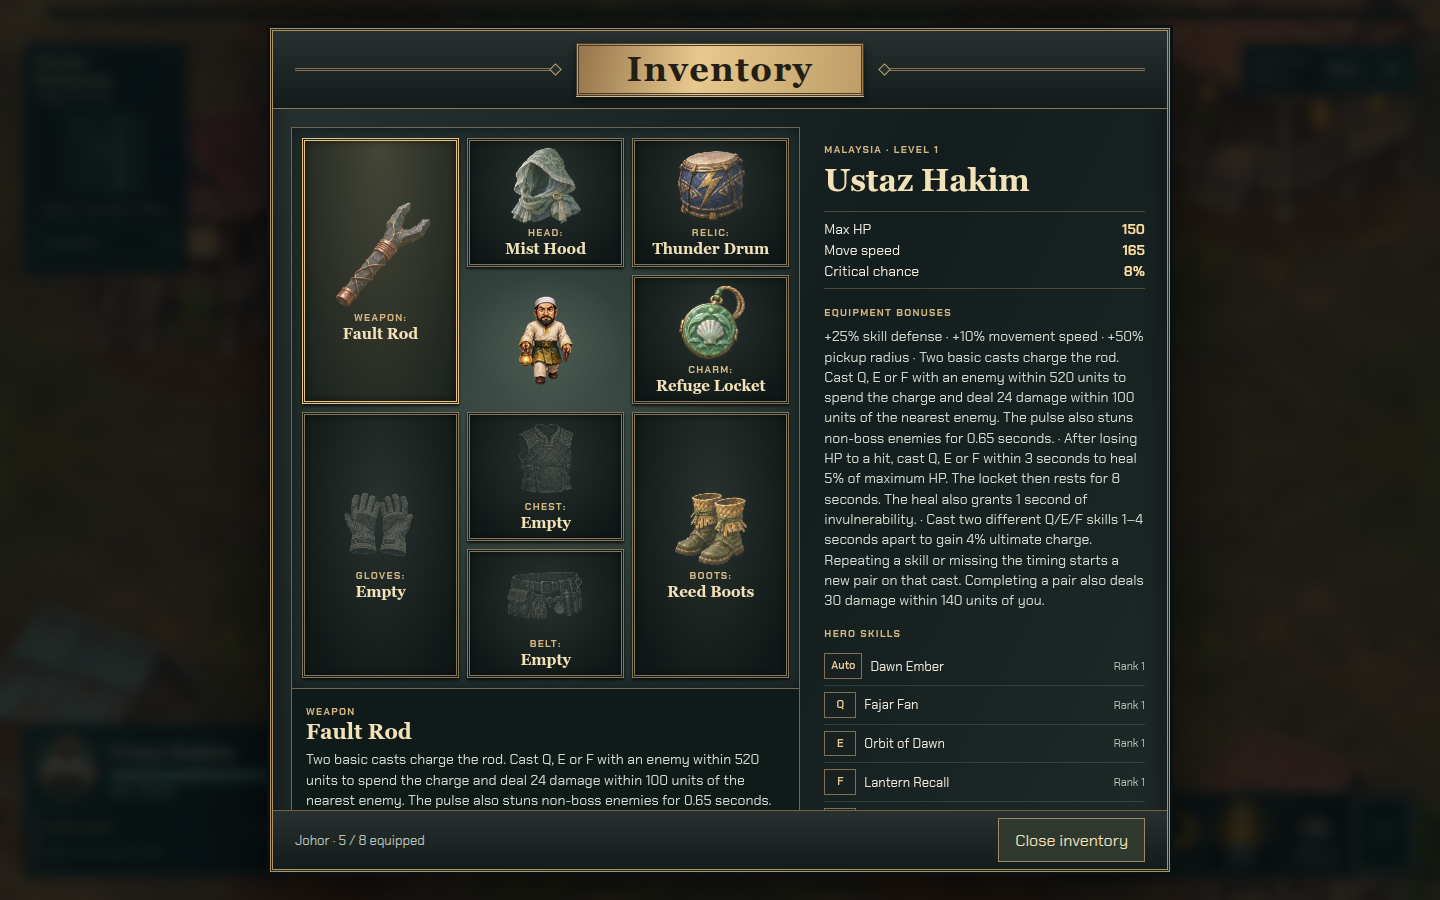 Inventory
WEAPON:
Fault Rod
HEAD:
Mist Hood
RELIC:
Thunder Drum
CHARM:
Refuge Locket
GLOVES:
Empty
CHEST:
Empty
BELT:
Empty
BOOTS:
Reed Boots
WEAPON
Fault Rod
Two basic casts charge the rod. Cast Q, E or F with an enemy within 520
units to spend the charge and deal 24 damage within 100 units of the
nearest enemy. The pulse also stuns non-boss enemies for 0.65 seconds.
MALAYSIA · LEVEL 1
Ustaz Hakim
Max HP 150
Move speed 165
Critical chance 8%
EQUIPMENT BONUSES
+25% skill defense · +10% movement speed · +50%
pickup radius · Two basic casts charge the rod.
Cast Q, E or F with an enemy within 520 units to
spend the charge and deal 24 damage within 100
units of the nearest enemy. The pulse also stuns
non-boss enemies for 0.65 seconds. · After losing
HP to a hit, cast Q, E or F within 3 seconds to heal
5% of maximum HP. The locket then rests for 8
seconds. The heal also grants 1 second of
invulnerability. · Cast two different Q/E/F skills 1–4
seconds apart to gain 4% ultimate charge.
Repeating a skill or missing the timing starts a
new pair on that cast. Completing a pair also deals
30 damage within 140 units of you.
HERO SKILLS
Auto Dawn Ember Rank 1
Q Fajar Fan Rank 1
E Orbit of Dawn Rank 1
F Lantern Recall Rank 1
Johor · 5 / 8 equipped
Close inventory